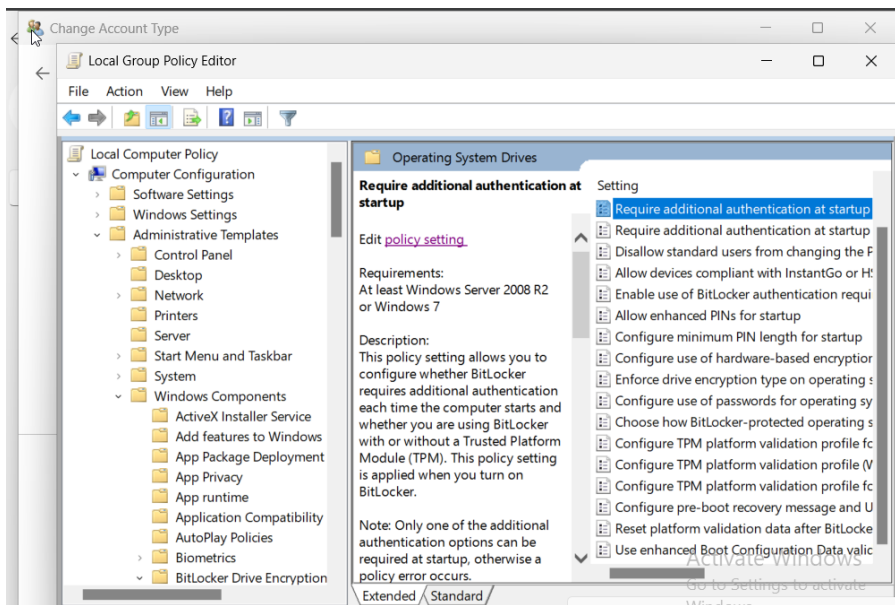 Change Account Type
Local Group Policy Editor
File Action View Help
Local Computer Policy
Computer Configuration
Software Settings
Windows Settings
Administrative Templates
Control Panel
Desktop
Network
Printers
Server
Start Menu and Taskbar
System
Windows Components
ActiveX Installer Service
Add features to Windows
App Package Deployment
App Privacy
App runtime
Application Compatibility
AutoPlay Policies
Biometrics
BitLocker Drive Encryption
Operating System Drives
Require additional authentication at
startup
Edit policy setting
Requirements:
At least Windows Server 2008 R2
or Windows 7
Description:
This policy setting allows you to
configure whether BitLocker
requires additional authentication
each time the computer starts and
whether you are using BitLocker
with or without a Trusted Platform
Module (TPM). This policy setting
is applied when you turn on
BitLocker.
Note: Only one of the additional
authentication options can be
required at startup, otherwise a
policy error occurs.
Setting
Require additional authentication at startup
Require additional authentication at startup
Disallow standard users from changing the
Allow devices compliant with InstantGo or
Enable use of BitLocker authentication requi
Allow enhanced PINs for startup
Configure minimum PIN length for startup
Configure use of hardware-based encryption
Enforce drive encryption type on operating s
Configure use of passwords for operating sy
Choose how BitLocker-protected operating s
Configure TPM platform validation profile fo
Configure TPM platform validation profile (
Configure TPM platform validation profile fo
Configure pre-boot recovery message and U
Reset platform validation data after BitLocke
Use enhanced Boot Configuration Data valic
Extended Standard
Activate Windows
Go to Settings to activate
Windows